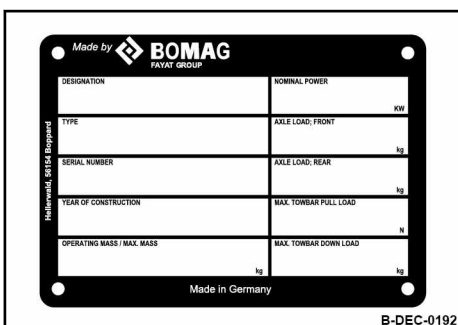 Made by BOMAG
FAYAT GROUP
DESIGNATION
NOMINAL POWER
KW
TYPE
AXLE LOAD; FRONT
kg
SERIAL NUMBER
AXLE LOAD; REAR
kg
YEAR OF CONSTRUCTION
MAX. TOWBAR PULL LOAD
N
OPERATING MASS / MAX. MASS
kg
MAX. TOWBAR DOWN LOAD
kg
Hellerwald, 56154 Boppard
Made in Germany
B-DEC-0192